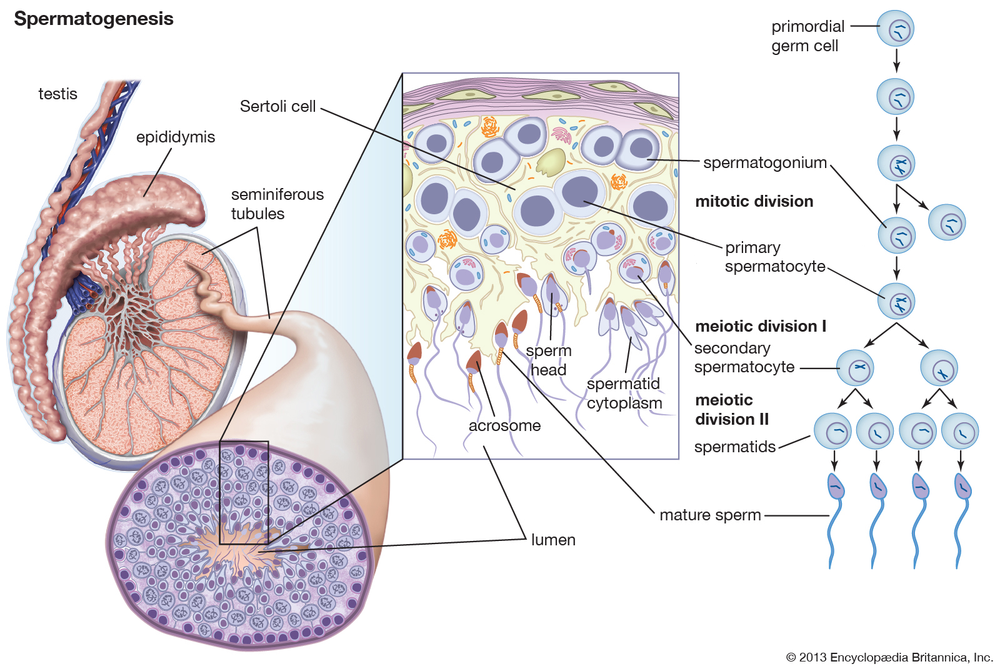 Spermatogenesis
testis
epididymis
seminiferous
tubules
Sertoli cell
sperm
head
spermatid
cytoplasm
acrosome
lumen
primordial
germ cell
spermatogonium
mitotic division
primary
spermatocyte
meiotic division I
secondary
spermatocyte
meiotic
division II
spermatids
mature sperm
© 2013 Encyclopædia Britannica, Inc.